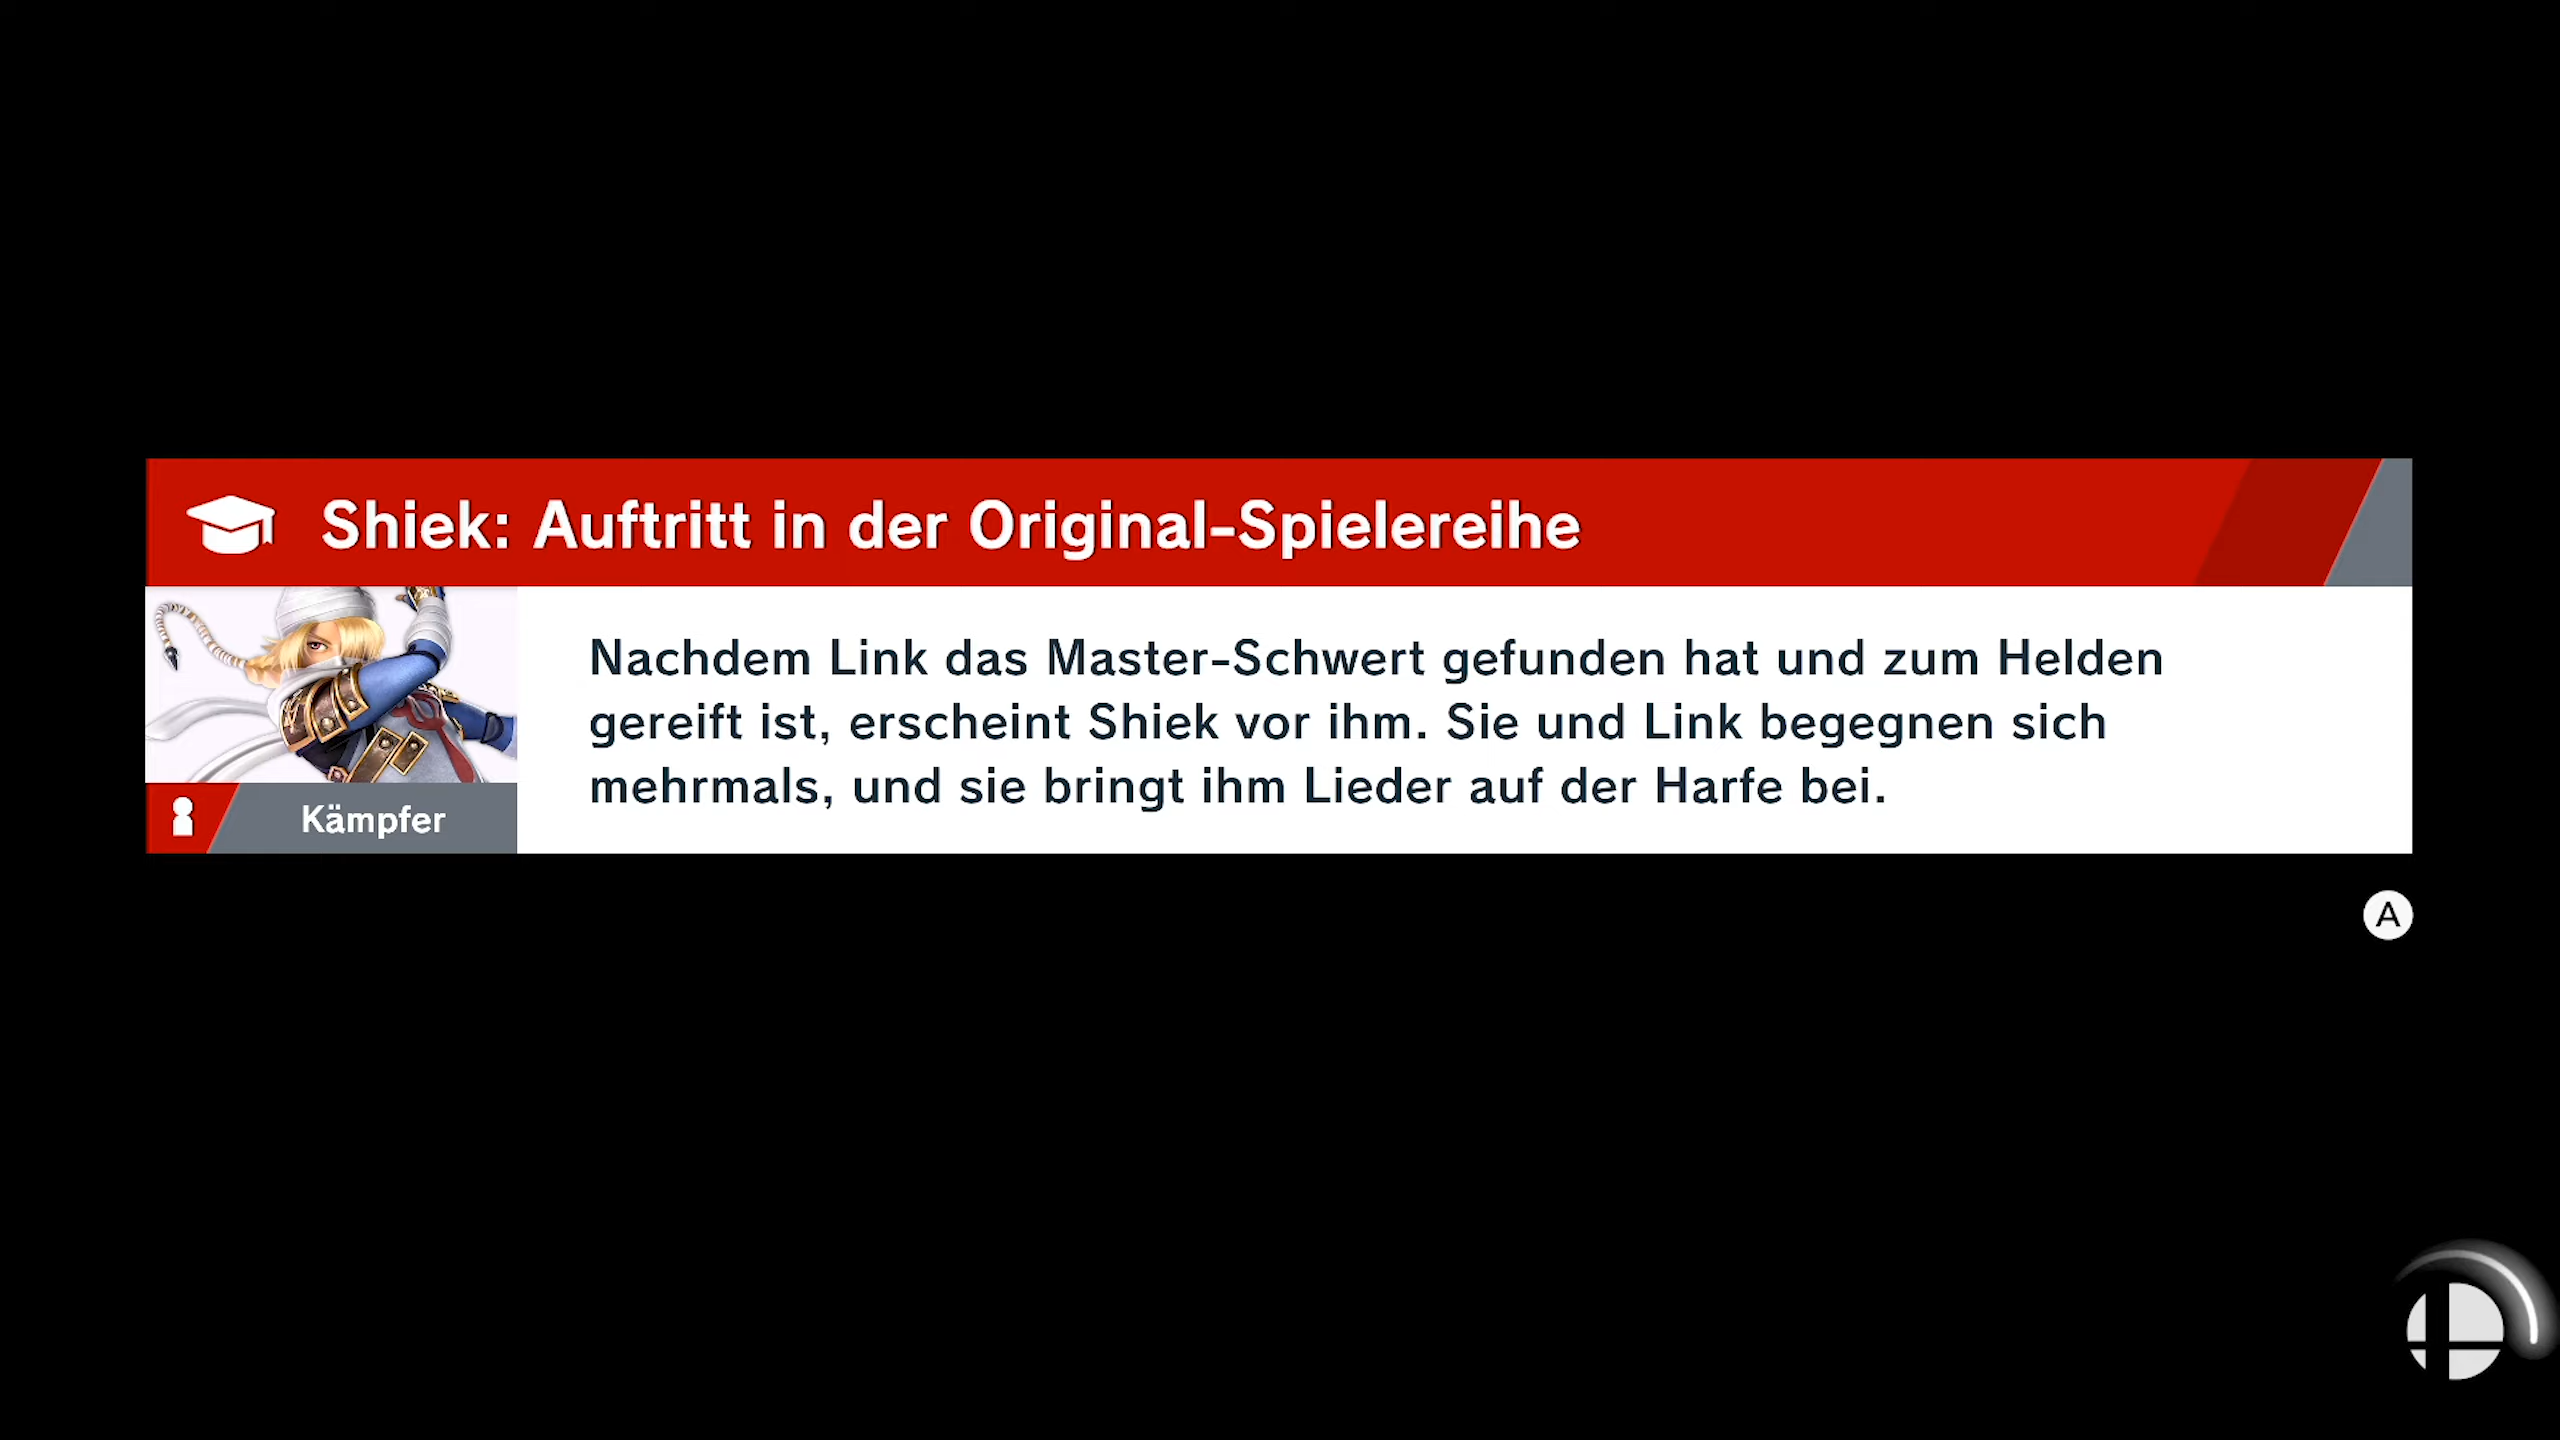 Shiek: Auftritt in der Original-Spielereihe
Nachdem Link das Master-Schwert gefunden hat und zum Helden
gereift ist, erscheint Shiek vor ihm. Sie und Link begegnen sich
mehrmals, und sie bringt ihm Lieder auf der Harfe bei.
Kämpfer
A